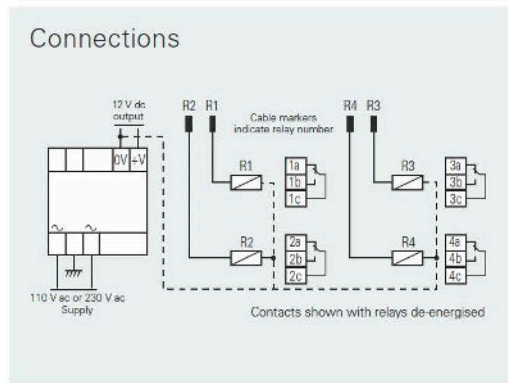 Connections
12 V dc
output
R2 R1
Cable markers
indicate relay number
R4 R3
0V +V
R1
1a
1b
1c
R3
3a
3b
3c
R2
2a
2b
2c
R4
4a
4b
4c
110 V ac or 230 V ac
Supply
Contacts shown with relays de-energised